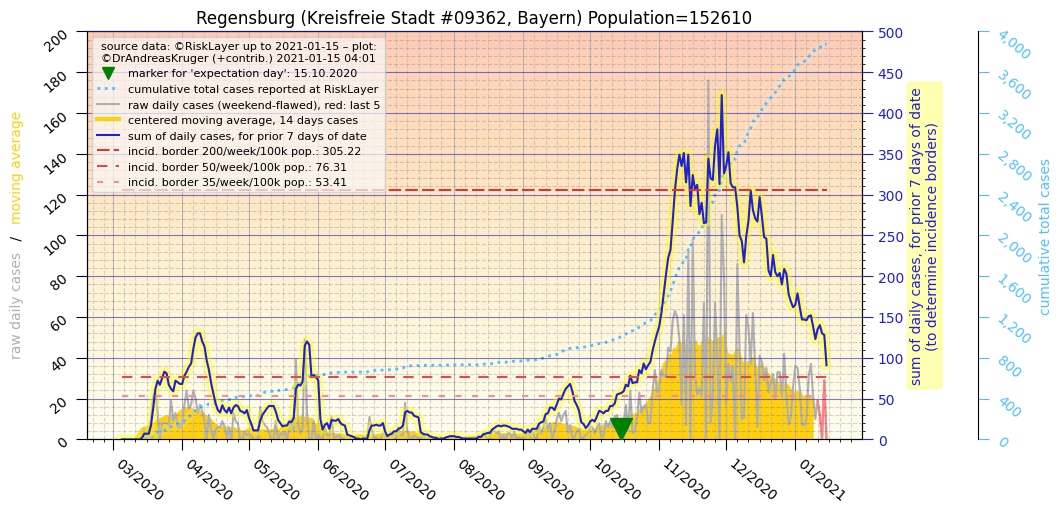 Regensburg (Kreisfreie Stadt #09362, Bayern) Population=152610
source data: ©RiskLayer up to 2021-01-15 – plot:
©DrAndreasKruger (+contrib.) 2021-01-15 04:01
marker for 'expectation day': 15.10.2020
cumulative total cases reported at RiskLayer
raw daily cases (weekend-flawed), red: last 5
centered moving average, 14 days cases
sum of daily cases, for prior 7 days of date
incid. border 200/week/100k pop.: 305.22
incid. border 50/week/100k pop.: 76.31
incid. border 35/week/100k pop.: 53.41
raw daily cases / moving average
200
180
160
140
120
100
80
60
40
20
0
500
450
400
350
300
250
200
150
100
50
0
sum of daily cases, for prior 7 days of date
(to determine incidence borders)
4,000
3,600
3,200
2,800
2,400
2,000
1,600
1,200
800
400
0
cumulative total cases
03/2020
04/2020
05/2020
06/2020
07/2020
08/2020
09/2020
10/2020
11/2020
12/2020
01/2021